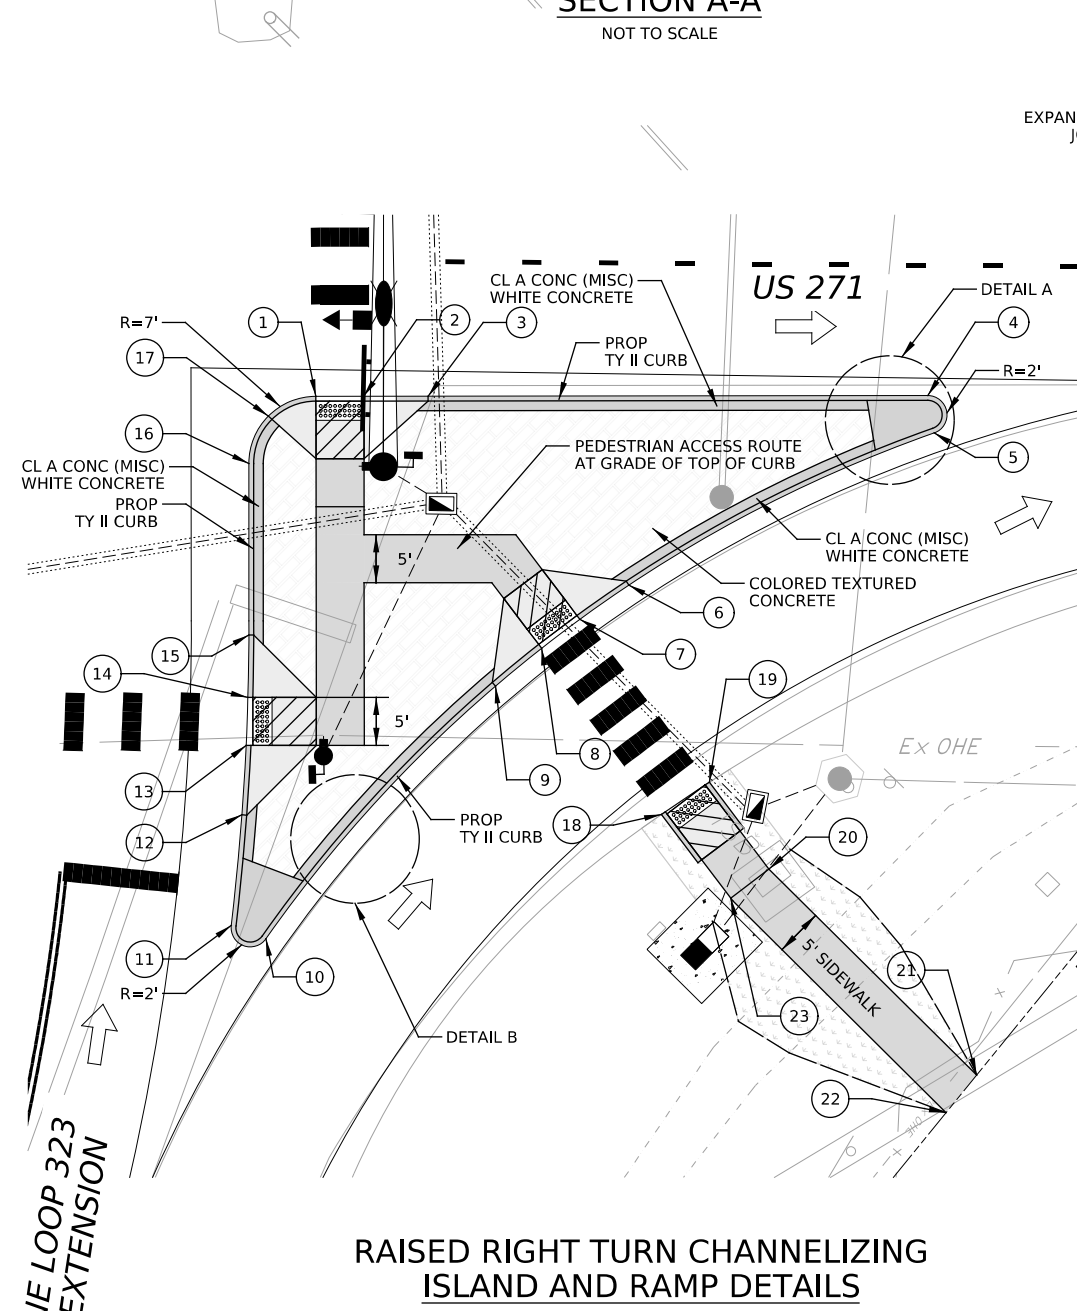 SECTION A-A
NOT TO SCALE
EXPAN
CL A CONC (MISC)
WHITE CONCRETE
US 271
DETAIL A
R=7'
1
2
3
4
PROP
TY II CURB
17
R=2'
16
PEDESTRIAN ACCESS ROUTE
AT GRADE OF TOP OF CURB
5
CL A CONC (MISC)
WHITE CONCRETE
PROP
TY II CURB
CL A CONC (MISC)
WHITE CONCRETE
5'
COLORED TEXTURED
CONCRETE
6
15
7
14
19
5'
8
Ex OHE
9
13
18
12
PROP
TY II CURB
20
11
10
5' SIDEWALK
21
R=2'
23
DETAIL B
22
OHE
IE LOOP 323
EXTENSION
RAISED RIGHT TURN CHANNELIZING
ISLAND AND RAMP DETAILS